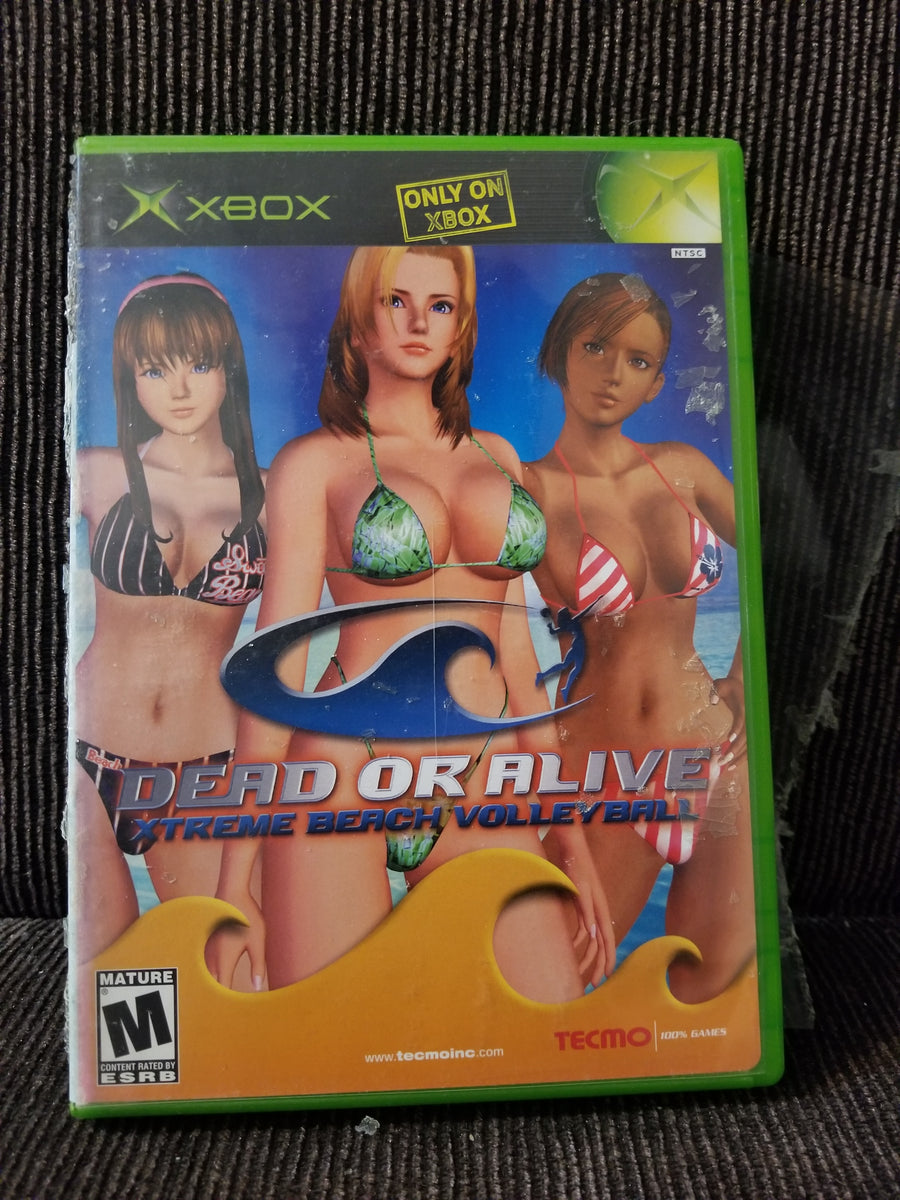 XBOX
ONLY ON
XBOX
NTSC
Beach
DEAD OR ALIVE
XTREME BEACH VOLLEYBALL
MATURE
M
CONTENT RATED BY
ESRB
www.tecmoinc.com
TECMO
100% GAMES